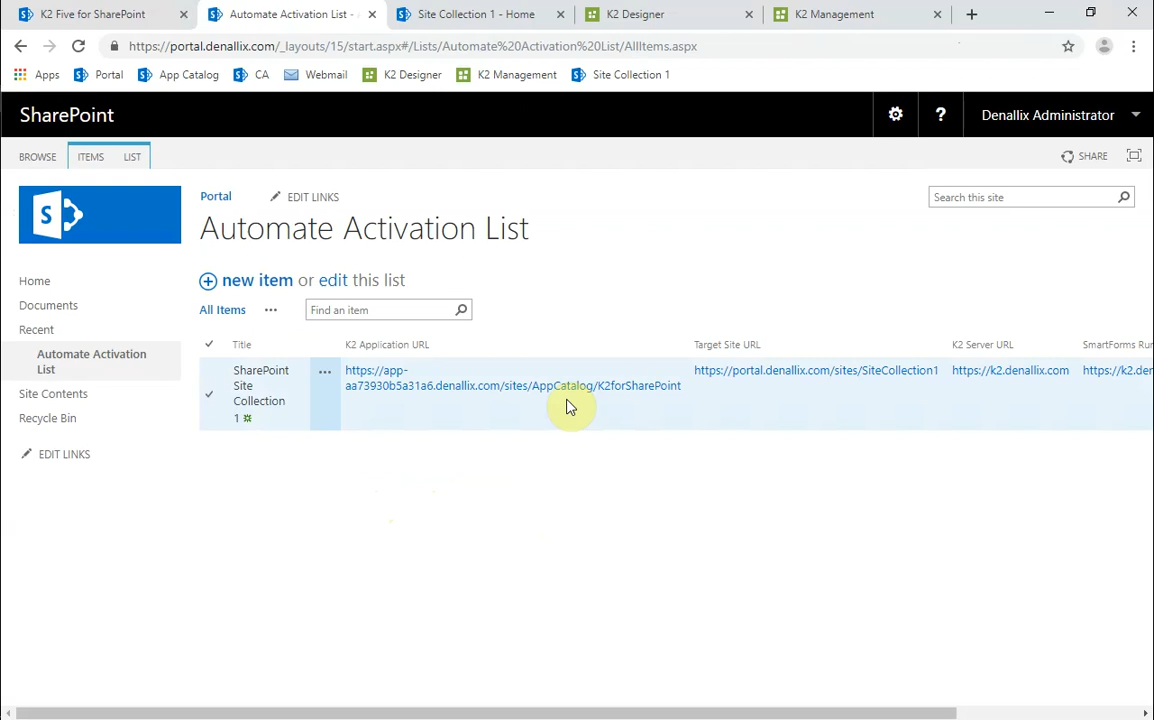 K2 Five for SharePoint
Automate Activation List -
Site Collection 1 - Home
K2 Designer
K2 Management
https://portal.denallix.com/_layouts/15/start.aspx#/Lists/Automate%20Activation%20List/AllItems.aspx
Apps
Portal
App Catalog
CA
Webmail
K2 Designer
K2 Management
Site Collection 1
SharePoint
?
Denallix Administrator
BROWSE
ITEMS
LIST
SHARE
S
Portal
EDIT LINKS
Search this site
Automate Activation List
Home
Documents
Recent
Automate Activation
List
Site Contents
Recycle Bin
EDIT LINKS
new item or edit this list
All Items
...
Find an item
Title
K2 Application URL
Target Site URL
K2 Server URL
SmartForms Ru
SharePoint
Site
Collection
1
...
https://app-
aa73930b5a31a6.denallix.com/sites/AppCatalog/K2forSharePoint
https://portal.denallix.com/sites/SiteCollection1
https://k2.denallix.com
https://k2.den